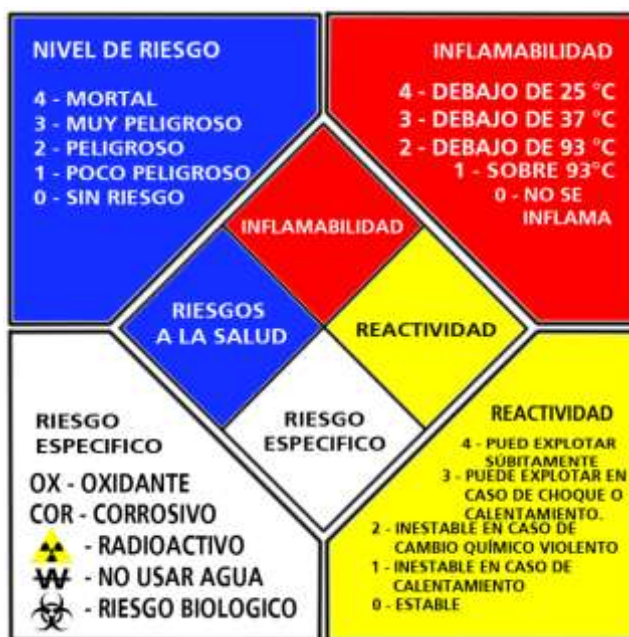 NIVEL DE RIESGO
4 - MORTAL
3 - MUY PELIGROSO
2 - PELIGROSO
1 - POCO PELIGROSO
0 - SIN RIESGO
INFLAMABILIDAD
4 - DEBAJO DE 25 °C
3 - DEBAJO DE 37 °C
2 - DEBAJO DE 93 °C
1 - SOBRE 93°C
0 - NO SE
INFLAMA
INFLAMABILIDAD
RIESGOS
A LA SALUD
REACTIVIDAD
RIESGO
ESPECIFICO
RIESGO
ESPECIFICO
OX - OXIDANTE
COR - CORROSIVO
- RADIOACTIVO
W - NO USAR AGUA
- RIESGO BIOLOGICO
REACTIVIDAD
4 - PUED EXPLOTAR
SÚBITAMENTE
3 - PUEDE EXPLOTAR EN
CASO DE CHOQUE O
CALENTAMIENTO.
2 - INESTABLE EN CASO DE
CAMBIO QUÍMICO VIOLENTO
1 - INESTABLE EN CASO DE
CALENTAMIENTO
0 - ESTABLE